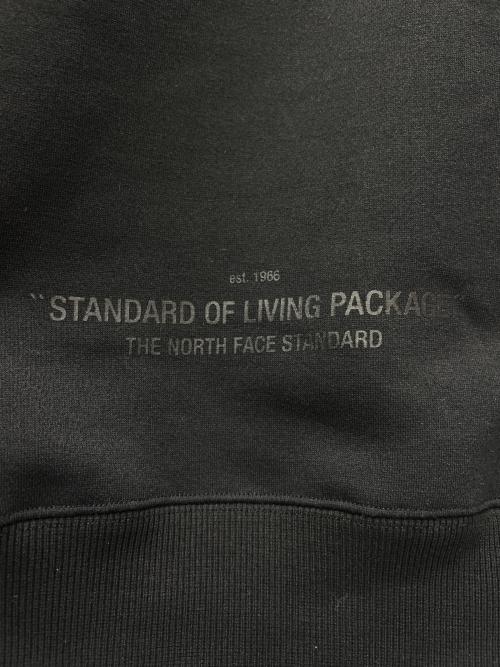 est. 1966
``STANDARD OF LIVING PACKAGE``
THE NORTH FACE STANDARD